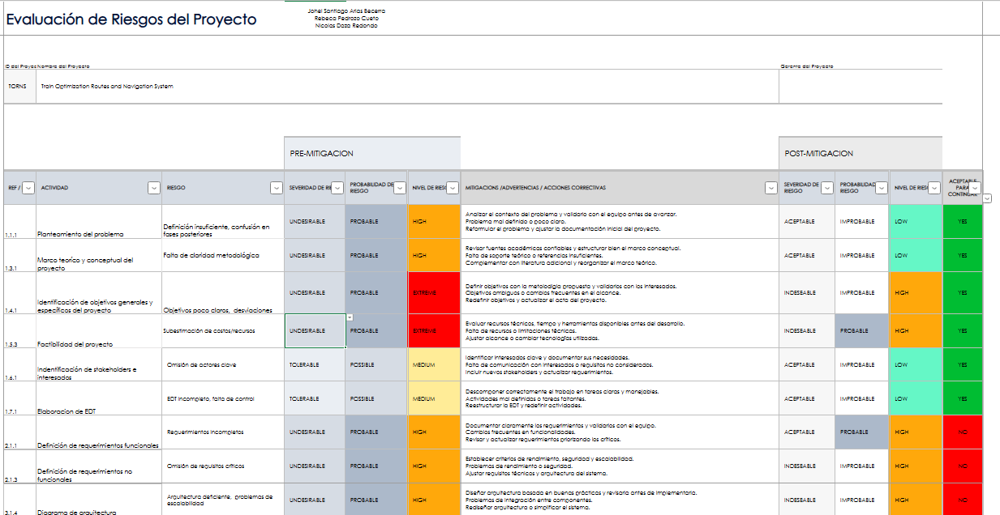 Evaluación de Riesgos del Proyecto
Johel Santiago Arias Becerra
Rebeca Pedrozo Cueto
Nicolas Daza Redondo
ID del Proyec Nombre del Proyecto
Gerente del Proyecto
TORNS
Train Optimization Routes and Navigation System
PRE-MITIGACION
POST-MITIGACION
REF /
ACTIVIDAD
RIESGO
SEVERIDAD DE RIE
PROBABILIDAD DE
RIESGO
NIVEL DE RIESG
MITIGACIONS /ADVERTENCIAS / ACCIONES CORRECTIVAS
SEVERIDAD DE
RIESGO
PROBABILIDAD
RIESGO
NIVEL DE RIESG
ACEPTABLE
PARA
CONTINUAR
1.1.1
Planteamiento del problema
Definición insuficiente, confusión en
fases posteriores
UNDESIRABLE
PROBABLE
HIGH
Analizar el contexto del problema y validarlo con el equipo antes de avanzar.
Problema mal definido o poco claro.
Reformular el problema y ajustar la documentación inicial del proyecto.
ACEPTABLE
IMPROBABLE
LOW
YES
1.3.1
Marco teoríco y conceptual del
proyecto
Falta de claridad metodológica
UNDESIRABLE
PROBABLE
HIGH
Revisar fuentes académicas confiables y estructurar bien el marco conceptual.
Falta de soporte teórico o referencias insuficientes.
Complementar con literatura adicional y reorganizar el marco teórico.
ACEPTABLE
IMPROBABLE
LOW
YES
1.4.1
Identificación de objetivos generales y
específicos del proyecto
Objetivos poco claros, desviaciones
UNDESIRABLE
PROBABLE
EXTREME
Definir objetivos con la metodolgia propuesta y validarlos con los interesados.
Objetivos ambiguos o cambios frecuentes en el alcance.
Redefinir objetivos y actualizar el acta del proyecto.
INDESEABLE
IMPROBABLE
HIGH
YES
1.5.3
Factibilidad del proyecto
Subestimación de costos/recursos
UNDESIRABLE
PROBABLE
EXTREME
Evaluar recursos técnicos, tiempo y herramientas disponibles antes del desarrollo.
Falta de recursos o limitaciones técnicas.
Ajustar alcance o cambiar tecnologías utilizadas.
INDESEABLE
PROBABLE
HIGH
YES
1.6.1
Indentificación de stakeholders e
interesados
Omisión de actores clave
TOLERABLE
POSSIBLE
MEDIUM
Identificar interesados clave y documentar sus necesidades.
Falta de comunicación con interesados o requisitos no considerados.
Incluir nuevos stakeholders y actualizar requerimientos.
ACEPTABLE
IMPROBABLE
LOW
YES
1.7.1
Elaboracion de EDT
EDT incompleto, falta de control
TOLERABLE
POSSIBLE
MEDIUM
Descomponer correctamente el trabajo en tareas claras y manejables.
Actividades mal definidas o tareas faltantes.
Reestructurar la EDT y redefinir actividades.
ACEPTABLE
IMPROBABLE
LOW
YES
2.1.1
Definición de requerimientos funcionales
Requerimientos incompletos
UNDESIRABLE
PROBABLE
HIGH
Documentar claramente los requerimientos y validarlos con el equipo.
Cambios frecuentes en funcionalidades.
Revisar y actualizar requerimientos priorizando los críticos.
ACEPTABLE
PROBABLE
HIGH
NO
2.1.3
Definición de requerimientos no
funcionales
Omisión de requisitos críticos
UNDESIRABLE
PROBABLE
HIGH
Establecer criterios de rendimiento, seguridad y escalabilidad.
Problemas de rendimiento o seguridad.
Ajustar requisitos técnicos y arquitectura del sistema.
INDESEABLE
IMPROBABLE
HIGH
NO
3.1.4
Diagrama de arquitectura
Arquitectura deficiente, problemas de
escalabilidad
UNDESIRABLE
PROBABLE
HIGH
Diseñar arquitectura basada en buenas prácticas y revisarla antes de implementarla.
Problemas de integración entre componentes.
Rediseñar arquitectura o simplificar el sistema.
INDESEABLE
IMPROBABLE
HIGH
NO